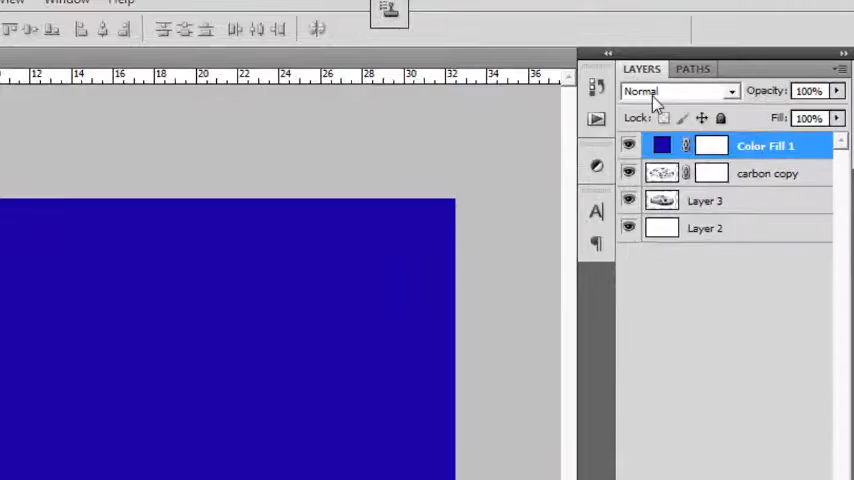 Window Help
12 14 16 18 20 22 24 26 28 30 32 34 36
LAYERS PATHS
Normal Opacity: 100%
Lock: Fill: 100%
Color Fill 1
carbon copy
Layer 3
Layer 2